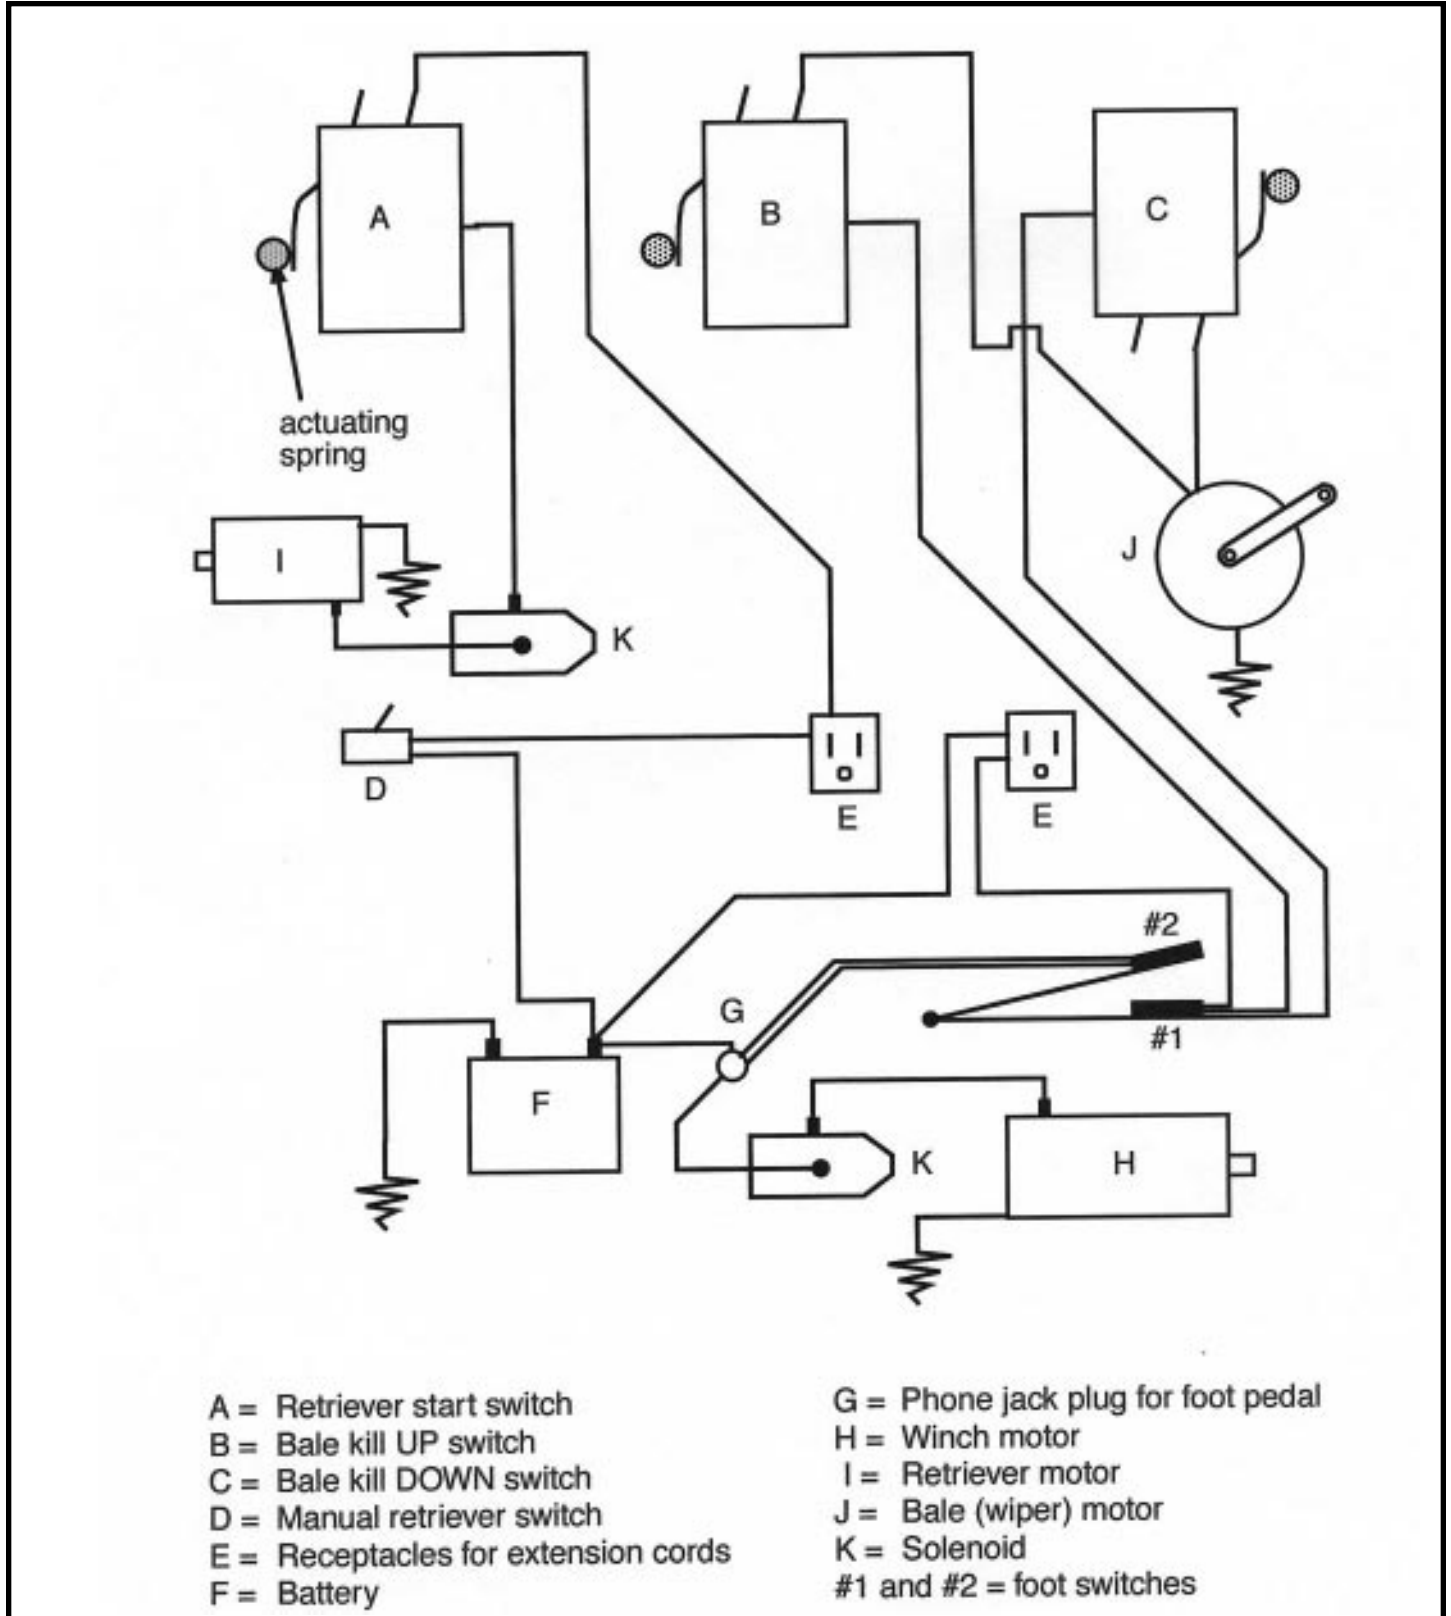 A
B
C
actuating
spring
I
J
K
D
E
E
#2
G
#1
F
K
H
A = Retriever start switch
B = Bale kill UP switch
C = Bale kill DOWN switch
D = Manual retriever switch
E = Receptacles for extension cords
F = Battery
G = Phone jack plug for foot pedal
H = Winch motor
I = Retriever motor
J = Bale (wiper) motor
K = Solenoid
#1 and #2 = foot switches